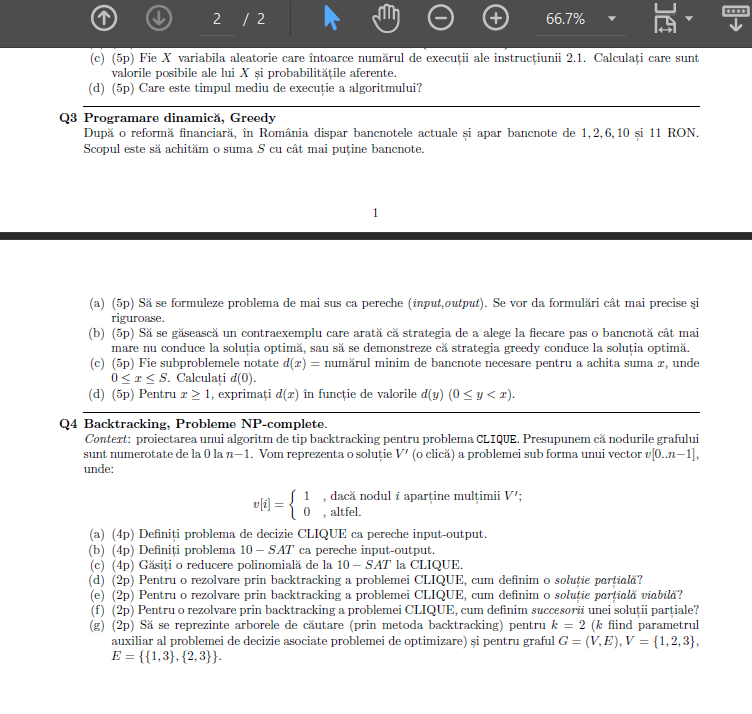 2 / 2
66.7%
(c) (5p) Fie X variabila aleatorie care întoarce numărul de execuții ale instrucțiunii 2.1. Calculați care sunt
valorile posibile ale lui X și probabilitățile aferente.
(d) (5p) Care este timpul mediu de execuție a algoritmului?
Q3 Programare dinamică, Greedy
După o reformă financiară, în România dispar bancnotele actuale și apar bancnote de 1, 2, 6, 10 și 11 RON.
Scopul este să achităm o suma S cu cât mai puține bancnote.
1
(a) (5p) Să se formuleze problema de mai sus ca pereche (input,output). Se vor da formulări cât mai precise şi
riguroase.
(b) (5p) Să se găsească un contraexemplu care arată că strategia de a alege la fiecare pas o bancnotă cât mai
mare nu conduce la soluția optimă, sau să se demonstreze că strategia greedy conduce la soluția optimă.
(c) (5p) Fie subproblemele notate d(x) = numărul minim de bancnote necesare pentru a achita suma x, unde
0 ≤ x ≤ S. Calculați d(0).
(d) (5p) Pentru x ≥ 1, exprimați d(x) în funcție de valorile d(y) (0 ≤ y < x).
Q4 Backtracking, Probleme NP-complete.
Context: proiectarea unui algoritm de tip backtracking pentru problema CLIQUE. Presupunem că nodurile grafului
sunt numerotate de la 0 la n−1. Vom reprezenta o soluție V′ (o clică) a problemei sub forma unui vector v[0..n−1],
unde:
v[i] = { 1 , dacă nodul i aparține mulțimii V′;
0 , altfel.
(a) (4p) Definiți problema de decizie CLIQUE ca pereche input-output.
(b) (4p) Definiți problema 10 − SAT ca pereche input-output.
(c) (4p) Găsiți o reducere polinomială de la 10 − SAT la CLIQUE.
(d) (2p) Pentru o rezolvare prin backtracking a problemei CLIQUE, cum definim o soluție parțială?
(e) (2p) Pentru o rezolvare prin backtracking a problemei CLIQUE, cum definim o soluție parțială viabilă?
(f) (2p) Pentru o rezolvare prin backtracking a problemei CLIQUE, cum definim succesorii unei soluții parțiale?
(g) (2p) Să se reprezinte arborele de căutare (prin metoda backtracking) pentru k = 2 (k fiind parametrul
auxiliar al problemei de decizie asociate problemei de optimizare) și pentru graful G = (V, E), V = {1, 2, 3},
E = {{1, 3}, {2, 3}}.